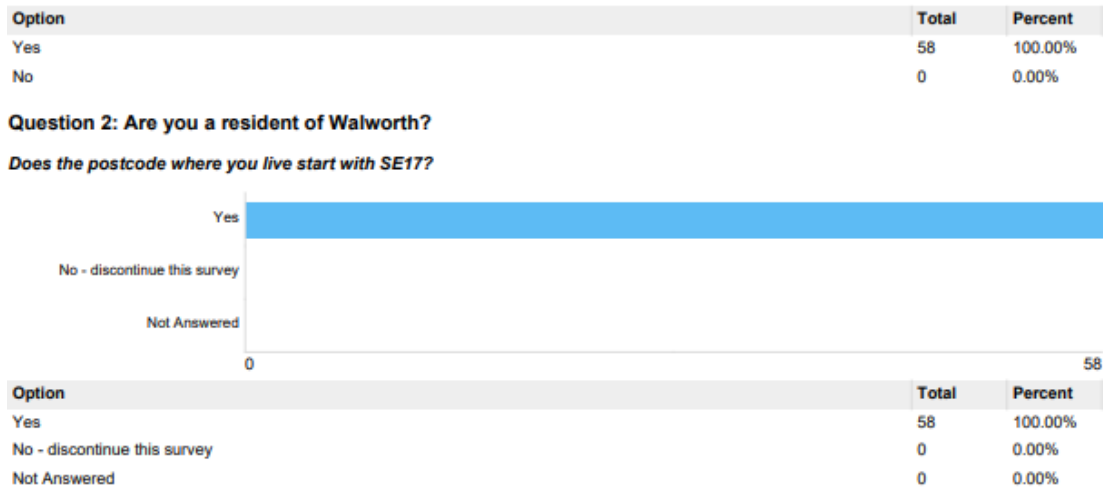 Option Total Percent
Yes 58 100.00%
No 0 0.00%
Question 2: Are you a resident of Walworth?
Does the postcode where you live start with SE17?
Yes
No - discontinue this survey
Not Answered
0 58
Option Total Percent
Yes 58 100.00%
No - discontinue this survey 0 0.00%
Not Answered 0 0.00%